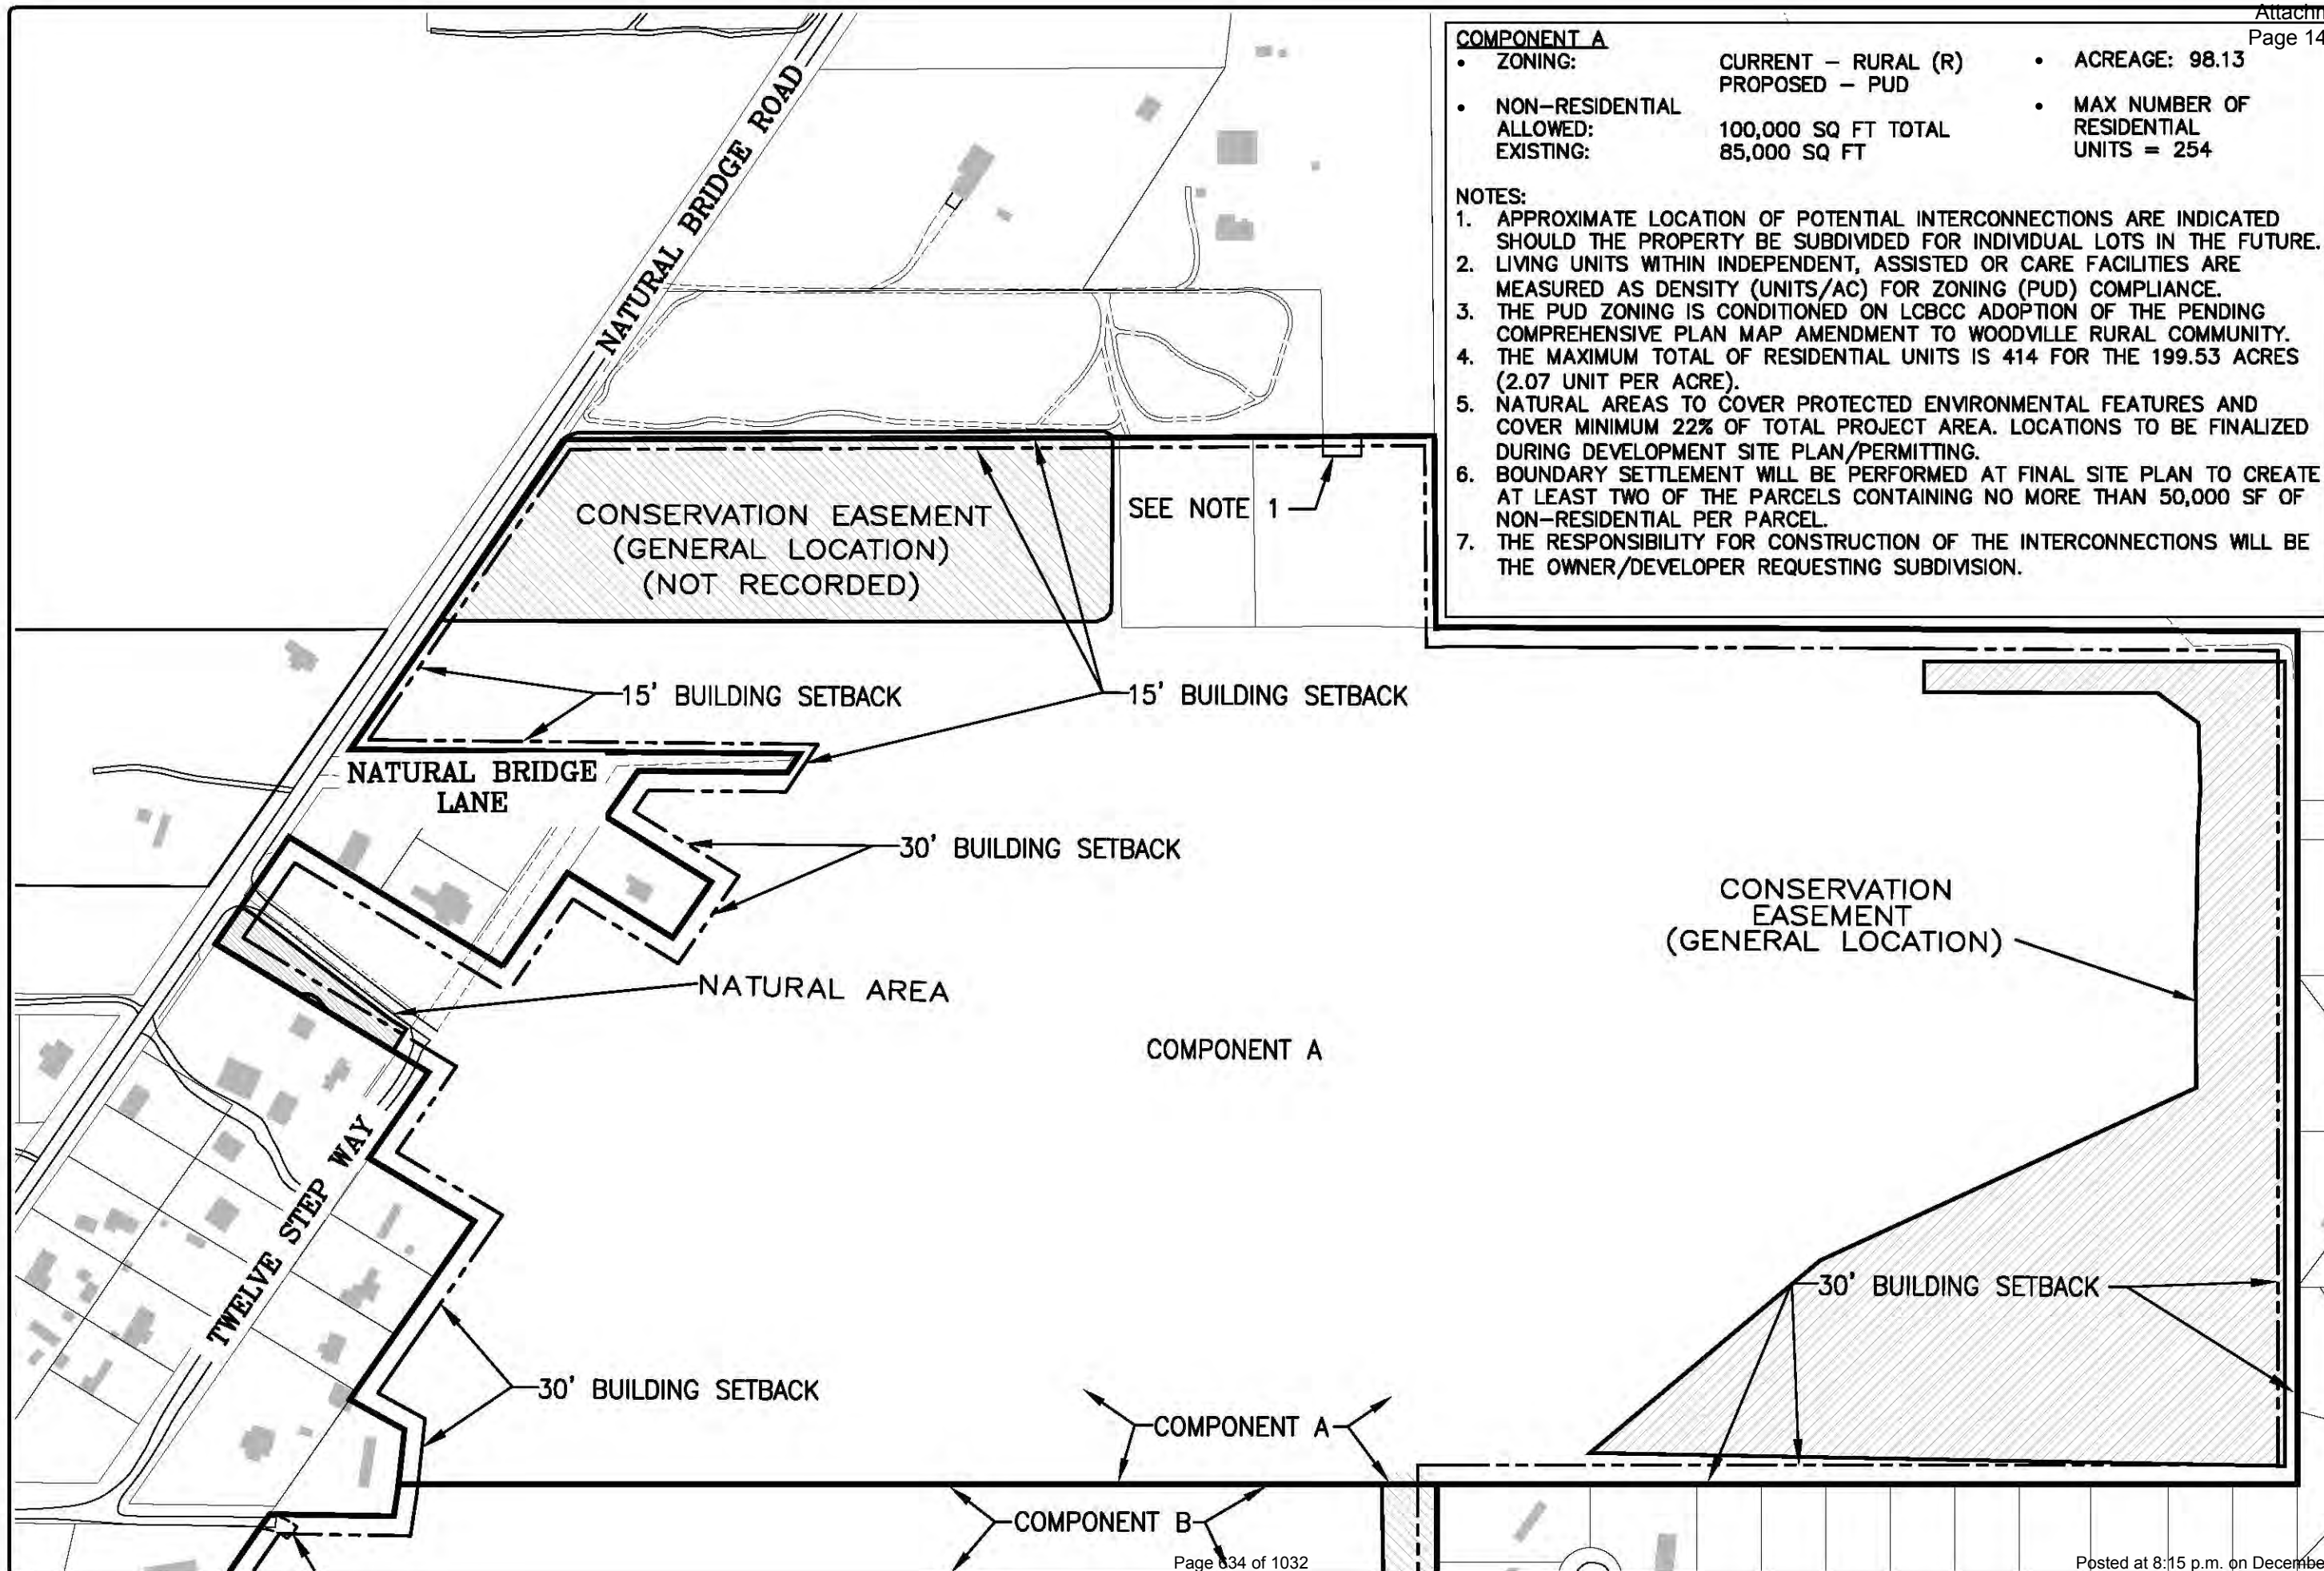 Page 14
COMPONENT A
• ZONING: CURRENT – RURAL (R) • ACREAGE: 98.13
PROPOSED – PUD
• NON–RESIDENTIAL • MAX NUMBER OF
ALLOWED: 100,000 SQ FT TOTAL RESIDENTIAL
EXISTING: 85,000 SQ FT UNITS = 254
NOTES:
1. APPROXIMATE LOCATION OF POTENTIAL INTERCONNECTIONS ARE INDICATED
SHOULD THE PROPERTY BE SUBDIVIDED FOR INDIVIDUAL LOTS IN THE FUTURE.
2. LIVING UNITS WITHIN INDEPENDENT, ASSISTED OR CARE FACILITIES ARE
MEASURED AS DENSITY (UNITS/AC) FOR ZONING (PUD) COMPLIANCE.
3. THE PUD ZONING IS CONDITIONED ON LCBCC ADOPTION OF THE PENDING
COMPREHENSIVE PLAN MAP AMENDMENT TO WOODVILLE RURAL COMMUNITY.
4. THE MAXIMUM TOTAL OF RESIDENTIAL UNITS IS 414 FOR THE 199.53 ACRES
(2.07 UNIT PER ACRE).
5. NATURAL AREAS TO COVER PROTECTED ENVIRONMENTAL FEATURES AND
COVER MINIMUM 22% OF TOTAL PROJECT AREA. LOCATIONS TO BE FINALIZED
DURING DEVELOPMENT SITE PLAN/PERMITTING.
6. BOUNDARY SETTLEMENT WILL BE PERFORMED AT FINAL SITE PLAN TO CREATE
AT LEAST TWO OF THE PARCELS CONTAINING NO MORE THAN 50,000 SF OF
NON–RESIDENTIAL PER PARCEL.
7. THE RESPONSIBILITY FOR CONSTRUCTION OF THE INTERCONNECTIONS WILL BE
THE OWNER/DEVELOPER REQUESTING SUBDIVISION.
NATURAL BRIDGE ROAD
CONSERVATION EASEMENT
(GENERAL LOCATION)
(NOT RECORDED)
SEE NOTE 1
15' BUILDING SETBACK
15' BUILDING SETBACK
NATURAL BRIDGE
LANE
30' BUILDING SETBACK
CONSERVATION
EASEMENT
(GENERAL LOCATION)
NATURAL AREA
COMPONENT A
TWELVE STEP WAY
30' BUILDING SETBACK
30' BUILDING SETBACK
COMPONENT A
COMPONENT B
Page 634 of 1032
Posted at 8:15 p.m. on December